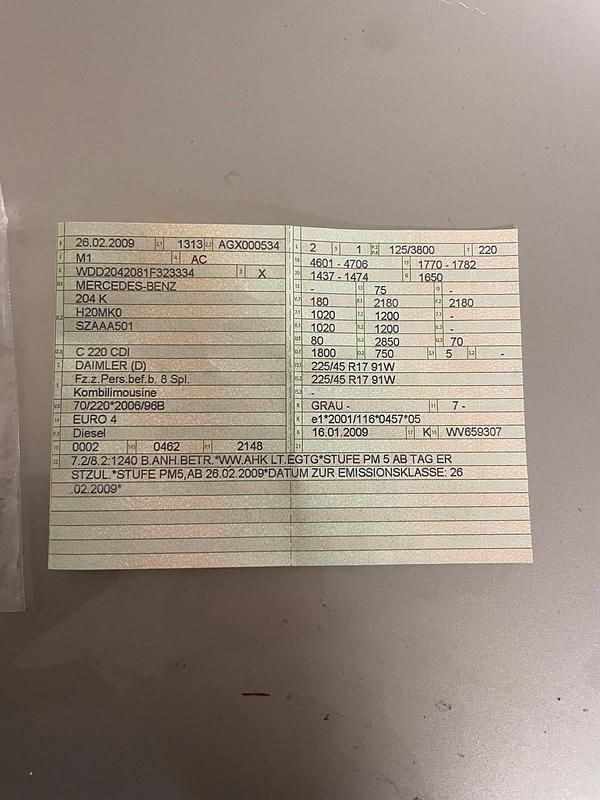 26.02.2009 1313 AGX000534
M1 AC
WDD2042081F323334 X
MERCEDES-BENZ
204 K
H20MK0
SZAAA501
C 220 CDI
DAIMLER (D)
Fz.z.Pers.bef.b. 8 Spl.
Kombilimousine
70/220*2006/96B
EURO 4
Diesel
0002 0462 2148
2 1 125/3800 220
4601 - 4706 1770 - 1782
1437 - 1474 1650
- 75 -
180 2180 2180
1020 1200 -
1020 1200 -
80 2850 70
1800 750 5 -
225/45 R17 91W
225/45 R17 91W
-
GRAU - 7 -
e1*2001/116*0457*05
16.01.2009 K WV659307
7.2/8.2:1240 B.ANH.BETR.*WW.AHK LT.EGTG*STUFE PM 5 AB TAG ER
STZUL.*STUFE PM5,AB 26.02.2009*DATUM ZUR EMISSIONSKLASSE: 26
.02.2009*